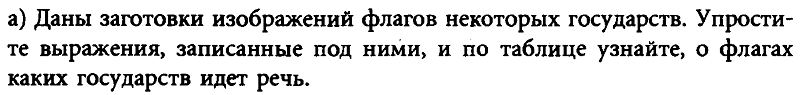 а) Даны заготовки изображений флагов некоторых государств. Упрости-
те выражения, записанные под ними, и по таблице узнайте, о флагах
каких государств идет речь.